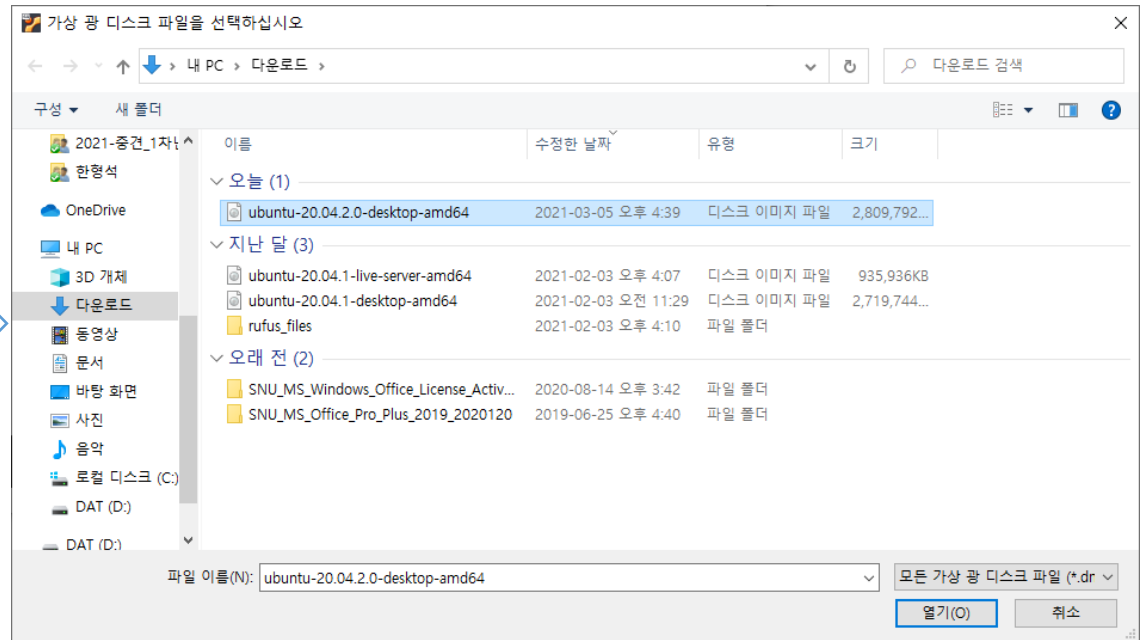 가상 광 디스크 파일을 선택하십시오
내 PC › 다운로드 ›
다운로드 검색
구성 새 폴더
2021-중견_1차년
한형석
OneDrive
내 PC
3D 개체
다운로드
동영상
문서
바탕 화면
사진
음악
로컬 디스크 (C:)
DAT (D:)
DAT (D:)
이름 수정한 날짜 유형 크기
오늘 (1)
ubuntu-20.04.2.0-desktop-amd64 2021-03-05 오후 4:39 디스크 이미지 파일 2,809,792...
지난 달 (3)
ubuntu-20.04.1-live-server-amd64 2021-02-03 오후 4:07 디스크 이미지 파일 935,936KB
ubuntu-20.04.1-desktop-amd64 2021-02-03 오전 11:29 디스크 이미지 파일 2,719,744...
rufus_files 2021-02-03 오후 4:10 파일 폴더
오래 전 (2)
SNU_MS_Windows_Office_License_Activ... 2020-08-14 오후 3:42 파일 폴더
SNU_MS_Office_Pro_Plus_2019_2020120 2019-06-25 오후 4:40 파일 폴더
파일 이름(N): ubuntu-20.04.2.0-desktop-amd64 모든 가상 광 디스크 파일 (*.dr
열기(O) 취소